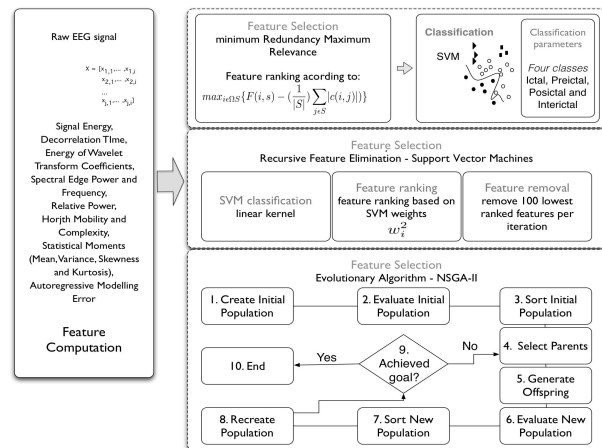 Raw EEG signal
X = [x1,1,... ,x1,j
x2,1,... ,x2,j
...
xj,1,... ,xj,i]
Signal Energy,
Decorrelation TIme,
Energy of Wavelet
Transform Coefficients,
Spectral Edge Power and
Frequency,
Relative Power,
Horjth Mobility and
Complexity,
Statistical Moments
(Mean, Variance, Skewness
and Kurtosis),
Autoregressive Modelling
Error
Feature
Computation
Feature Selection
minimum Redundancy Maximum
Relevance
Feature ranking acording to:
max_{iϵΩS}{F(i,s) − (1/|S|) ∑_{jϵS}|c(i,j)|)}
Classification
SVM
Classification
parameters
Four classes
Ictal, Preictal,
Posictal and
Interictal
Feature Selection
Recursive Feature Elimination - Support Vector Machines
SVM classification
linear kernel
Feature ranking
feature ranking based on
SVM weights
w_i^2
Feature removal
remove 100 lowest
ranked features per
iteration
Feature Selection
Evolutionary Algorithm - NSGA-II
1. Create Initial
Population
2. Evaluate Initial
Population
3. Sort Initial
Population
4. Select Parents
5. Generate
Offspring
6. Evaluate New
Population
7. Sort New
Population
8. Recreate
Population
9.
Achieved
goal?
No
Yes
10. End